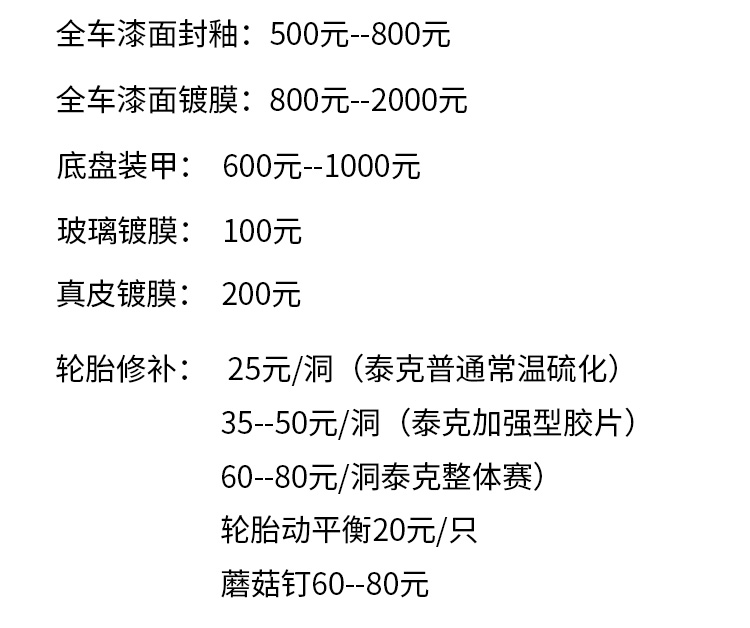 全车漆面封釉：500元--800元
全车漆面镀膜：800元--2000元
底盘装甲： 600元--1000元
玻璃镀膜： 100元
真皮镀膜： 200元
轮胎修补： 25元/洞（泰克普通常温硫化）
35--50元/洞（泰克加强型胶片）
60--80元/洞泰克整体赛）
轮胎动平衡20元/只
蘑菇钉60--80元